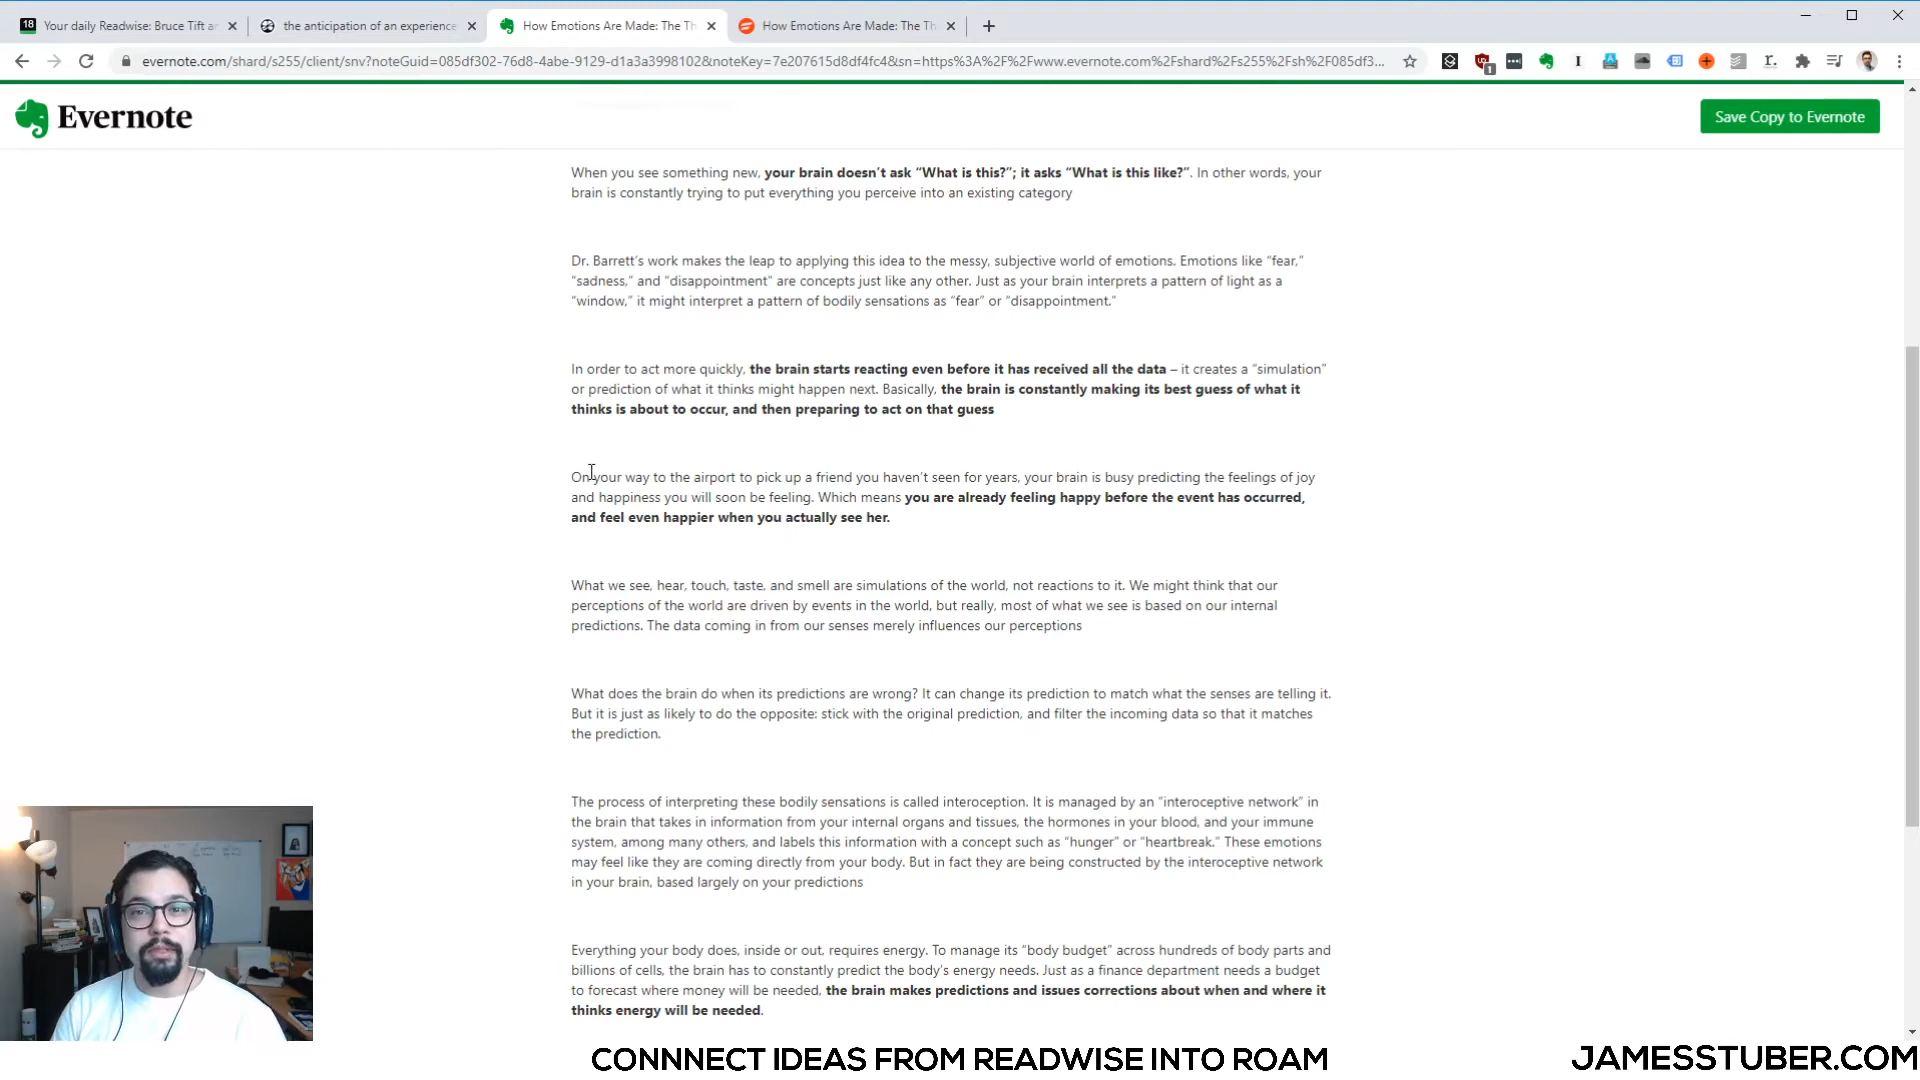 18 Your daily Readwise: Bruce Tift ar
the anticipation of an experience
How Emotions Are Made: The Th
How Emotions Are Made: The Th
evernote.com/shard/s255/client/snv?noteGuid=085df302-76d8-4abe-9129-d1a3a3998102&noteKey=7e207615d8df4fc4&sn=https%3A%2F%2Fwww.evernote.com%2Fshard%2Fs255%2Fsh%2F085df3...
1
r.
Evernote
Save Copy to Evernote
When you see something new, your brain doesn’t ask “What is this?”; it asks “What is this like?”. In other words, your
brain is constantly trying to put everything you perceive into an existing category
Dr. Barrett’s work makes the leap to applying this idea to the messy, subjective world of emotions. Emotions like “fear,”
“sadness,” and “disappointment” are concepts just like any other. Just as your brain interprets a pattern of light as a
“window,” it might interpret a pattern of bodily sensations as “fear” or “disappointment.”
In order to act more quickly, the brain starts reacting even before it has received all the data – it creates a “simulation”
or prediction of what it thinks might happen next. Basically, the brain is constantly making its best guess of what it
thinks is about to occur, and then preparing to act on that guess
On your way to the airport to pick up a friend you haven’t seen for years, your brain is busy predicting the feelings of joy
and happiness you will soon be feeling. Which means you are already feeling happy before the event has occurred,
and feel even happier when you actually see her.
What we see, hear, touch, taste, and smell are simulations of the world, not reactions to it. We might think that our
perceptions of the world are driven by events in the world, but really, most of what we see is based on our internal
predictions. The data coming in from our senses merely influences our perceptions
What does the brain do when its predictions are wrong? It can change its prediction to match what the senses are telling it.
But it is just as likely to do the opposite: stick with the original prediction, and filter the incoming data so that it matches
the prediction.
The process of interpreting these bodily sensations is called interoception. It is managed by an “interoceptive network” in
the brain that takes in information from your internal organs and tissues, the hormones in your blood, and your immune
system, among many others, and labels this information with a concept such as “hunger” or “heartbreak.” These emotions
may feel like they are coming directly from your body. But in fact they are being constructed by the interoceptive network
in your brain, based largely on your predictions
Everything your body does, inside or out, requires energy. To manage its “body budget” across hundreds of body parts and
billions of cells, the brain has to constantly predict the body’s energy needs. Just as a finance department needs a budget
to forecast where money will be needed, the brain makes predictions and issues corrections about when and where it
thinks energy will be needed.
CONNNECT IDEAS FROM READWISE INTO ROAM
JAMESSTUBER.COM